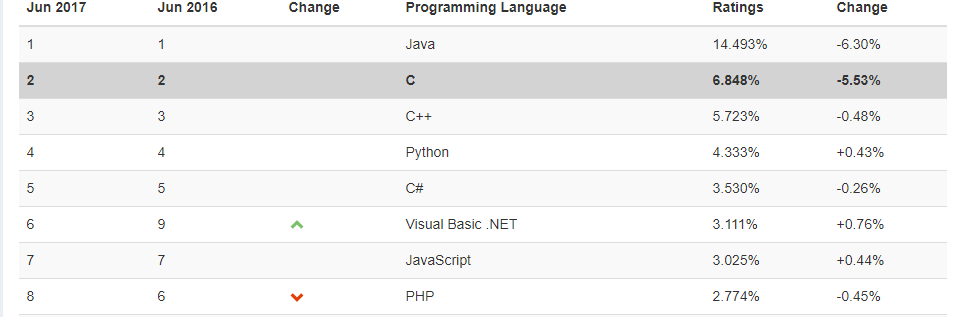 Jun 2017 Jun 2016 Change Programming Language Ratings Change
1 1 Java 14.493% -6.30%
2 2 C 6.848% -5.53%
3 3 C++ 5.723% -0.48%
4 4 Python 4.333% +0.43%
5 5 C# 3.530% -0.26%
6 9 Visual Basic .NET 3.111% +0.76%
7 7 JavaScript 3.025% +0.44%
8 6 PHP 2.774% -0.45%